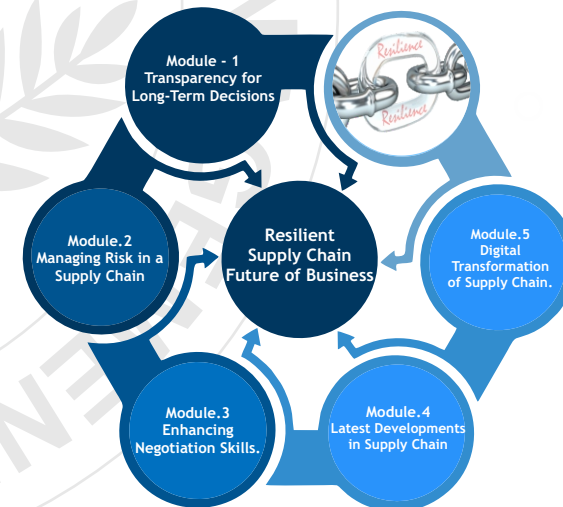 Module - 1
Transparency for
Long-Term Decisions
Resilience
Resilience
Module.2
Managing Risk in a
Supply Chain
Resilient
Supply Chain
Future of Business
Module.5
Digital
Transformation
of Supply Chain.
Module.3
Enhancing
Negotiation Skills.
Module.4
Latest Developments
in Supply Chain